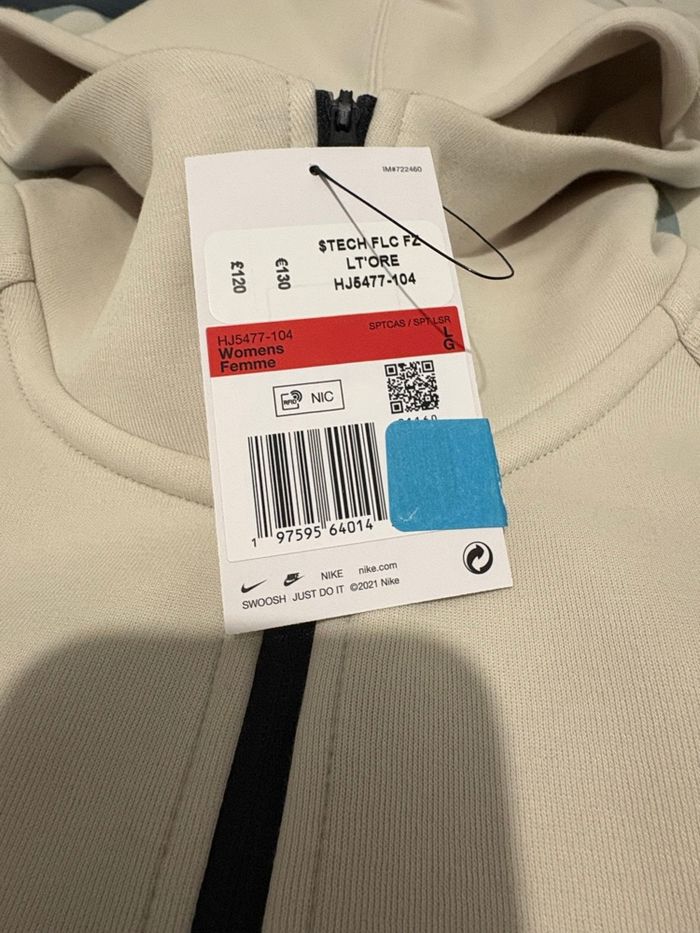 IM#722460
$TECH FLC FZ
LT'ORE
HJ5477-104
€130
£120
HJ5477-104
Womens
Femme
SPTCAS / SPT LSR
L
G
RFID
NIC
1 97595 64014
NIKE nike.com
SWOOSH JUST DO IT ©2021 Nike